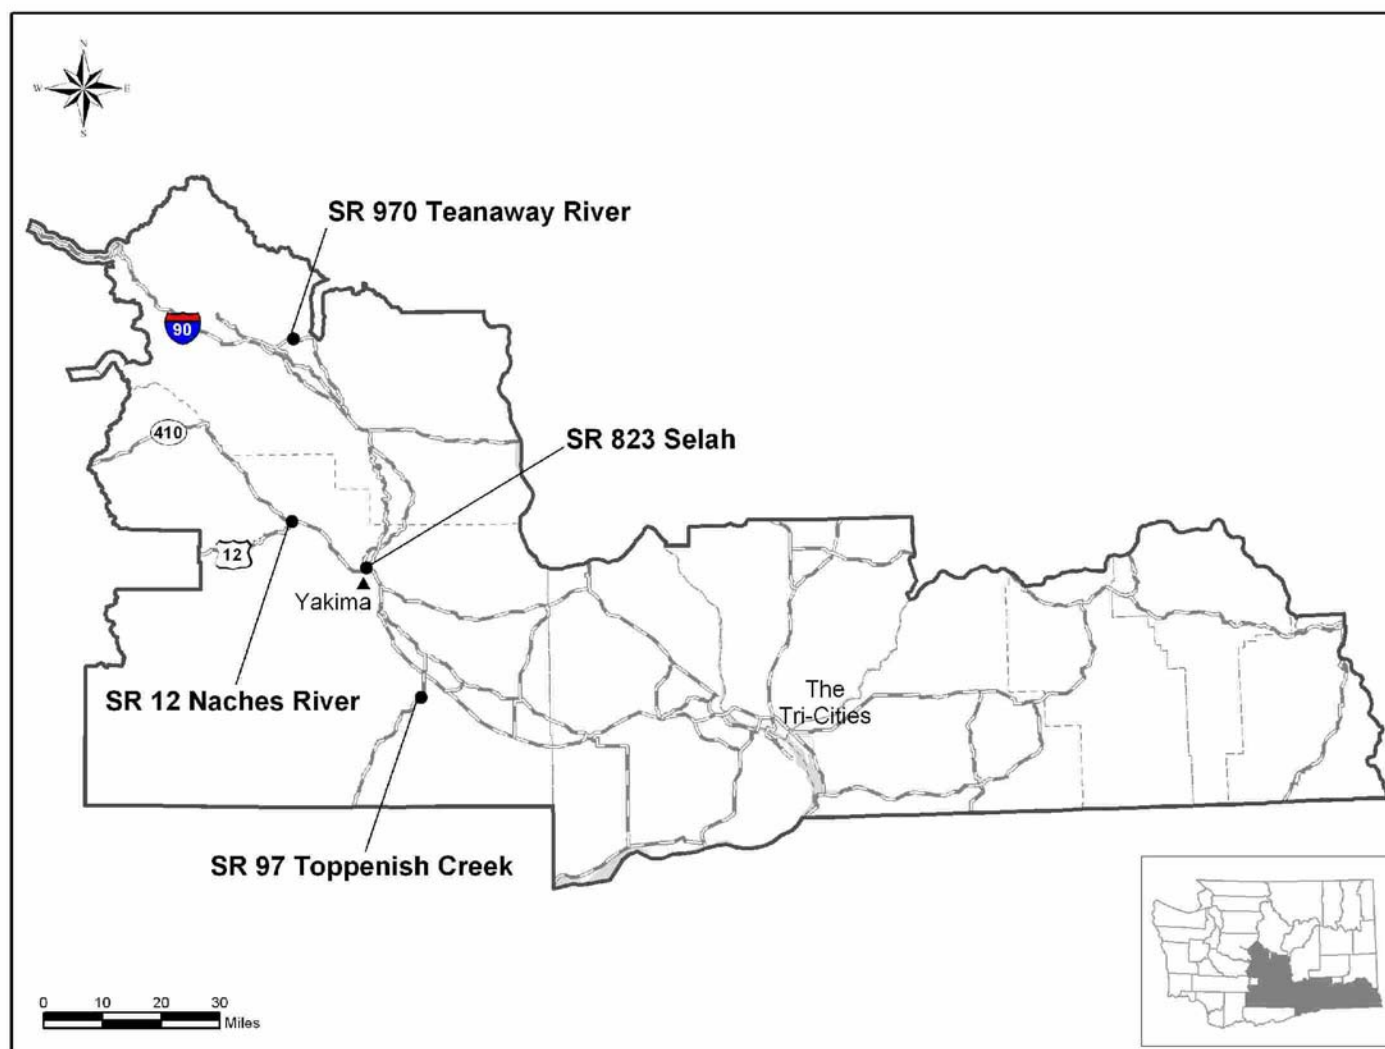 N
W
E
S
SR 970 Teanaway River
90
SR 823 Selah
410
12
Yakima
SR 12 Naches River
The
Tri-Cities
SR 97 Toppenish Creek
0 10 20 30
Miles